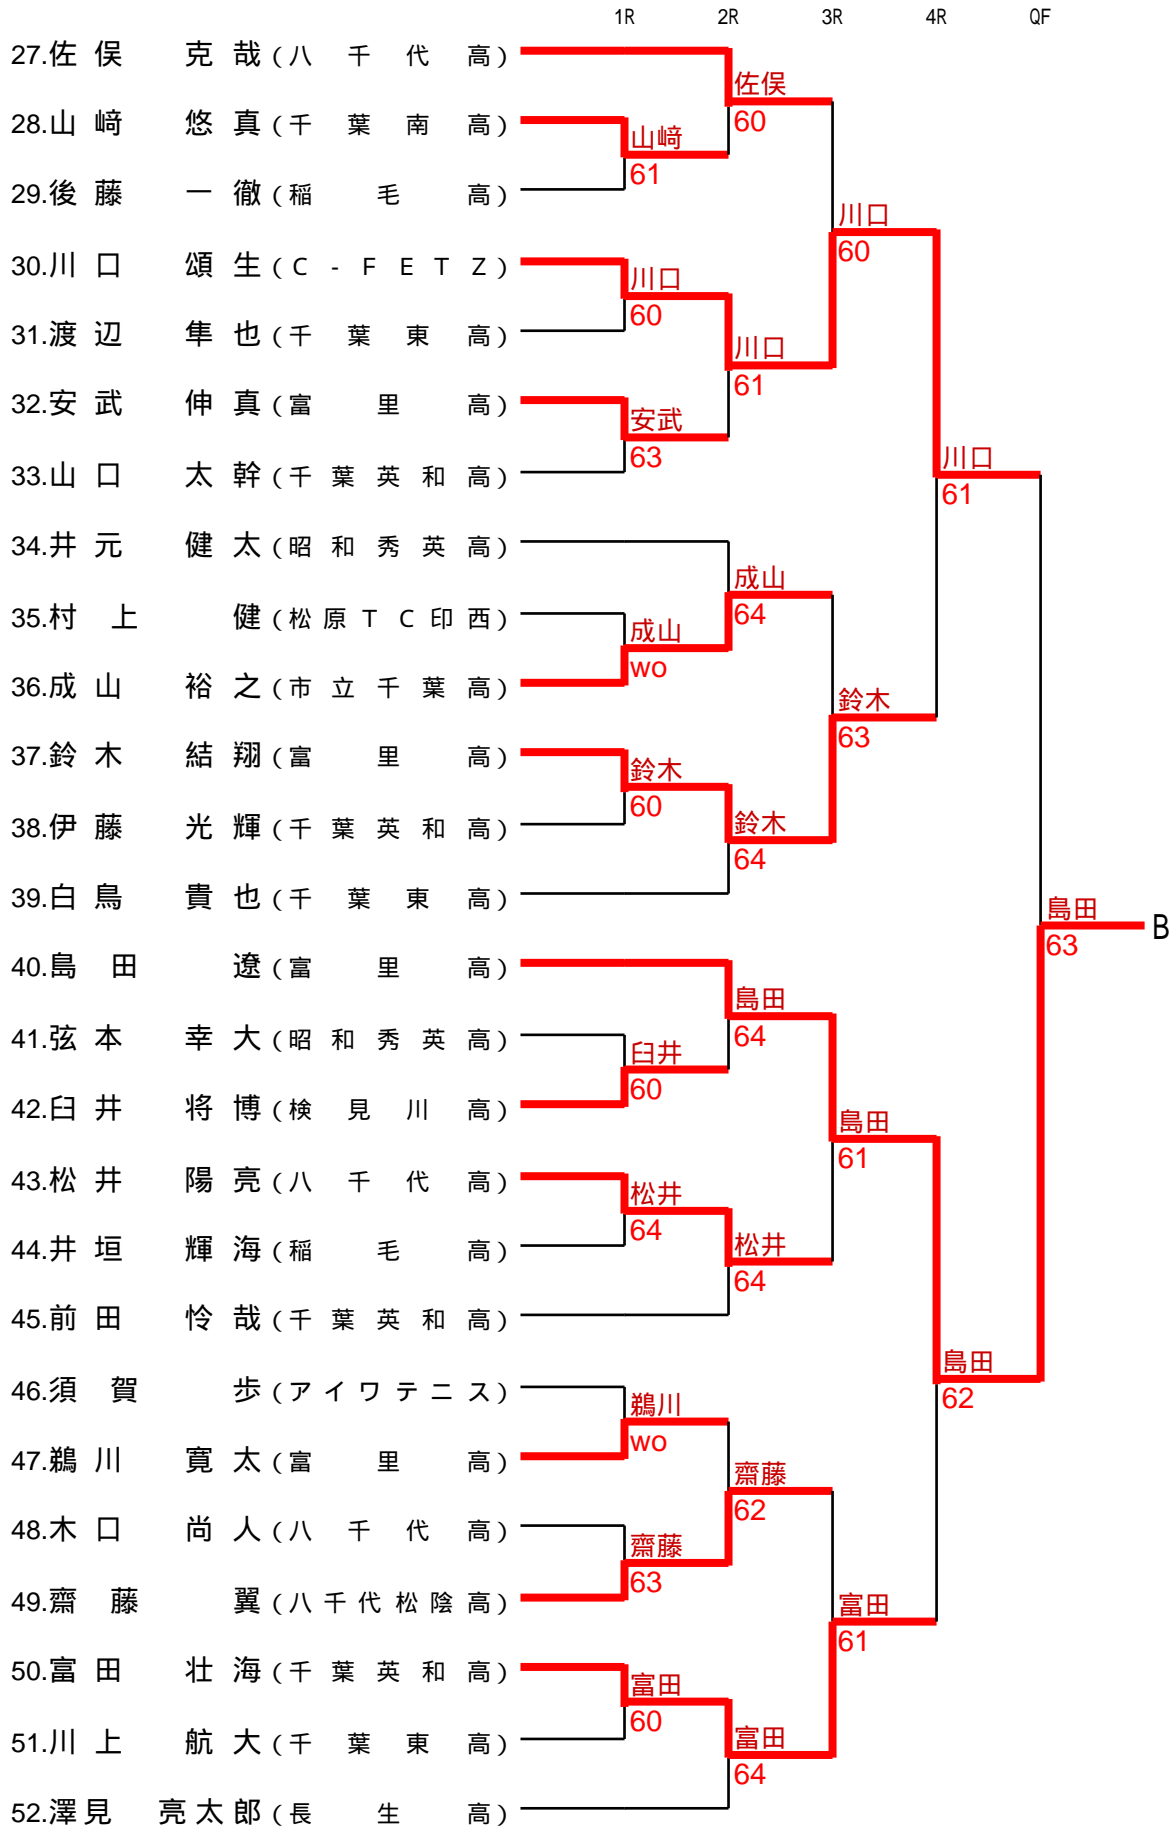 1R 2R 3R 4R QF
27.佐俣 克哉(八千代高)
佐俣
60
28.山﨑 悠真(千葉南高)
山﨑
61
29.後藤 一徹(稲毛高)
川口
60
30.川口 頌生(C-FETZ)
川口
60
31.渡辺 隼也(千葉東高)
川口
61
32.安武 伸真(富里高)
安武
63
33.山口 太幹(千葉英和高)
川口
61
34.井元 健太(昭和秀英高)
成山
64
35.村上 健(松原TC印西)
成山
wo
36.成山 裕之(市立千葉高)
鈴木
63
37.鈴木 結翔(富里高)
鈴木
60
38.伊藤 光輝(千葉英和高)
鈴木
64
39.白鳥 貴也(千葉東高)
島田
63
B
40.島田 遼(富里高)
島田
64
41.弦本 幸大(昭和秀英高)
臼井
60
42.臼井 将博(検見川高)
島田
61
43.松井 陽亮(八千代高)
松井
64
44.井垣 輝海(稲毛高)
松井
64
45.前田 怜哉(千葉英和高)
島田
62
46.須賀 歩(アイワテニス)
鵜川
wo
47.鵜川 寛太(富里高)
齋藤
62
48.木口 尚人(八千代高)
齋藤
63
49.齋藤 翼(八千代松陰高)
富田
61
50.富田 壮海(千葉英和高)
富田
60
51.川上 航大(千葉東高)
富田
64
52.澤見 亮太郎(長生高)